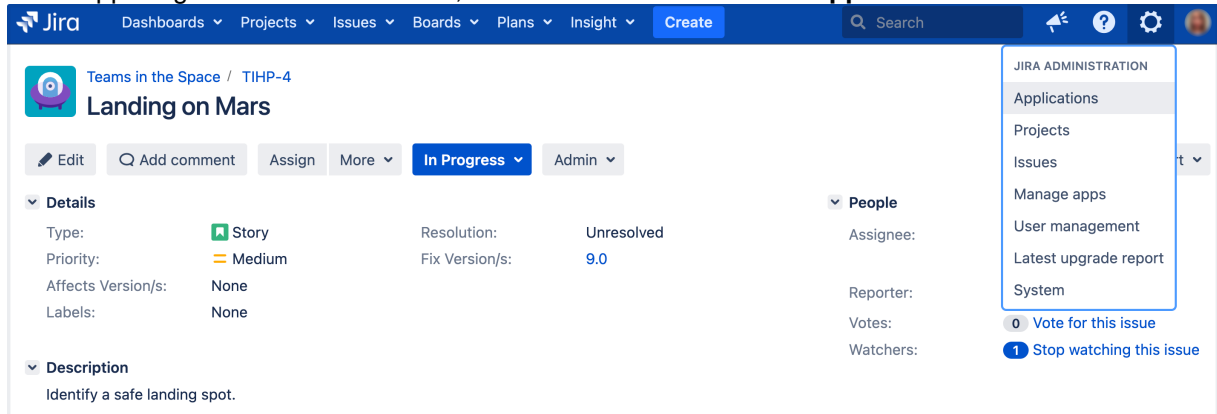 Jira Dashboards Projects Issues Boards Plans Insight Create Search
JIRA ADMINISTRATION
Applications
Projects
Issues
Manage apps
User management
Latest upgrade report
System
Teams in the Space / TIHP-4
Landing on Mars
Edit Add comment Assign More In Progress Admin
Details
Type: Story Resolution: Unresolved
Priority: Medium Fix Version/s: 9.0
Affects Version/s: None
Labels: None
People
Assignee:
Reporter:
Votes: 0 Vote for this issue
Watchers: 1 Stop watching this issue
Description
Identify a safe landing spot.